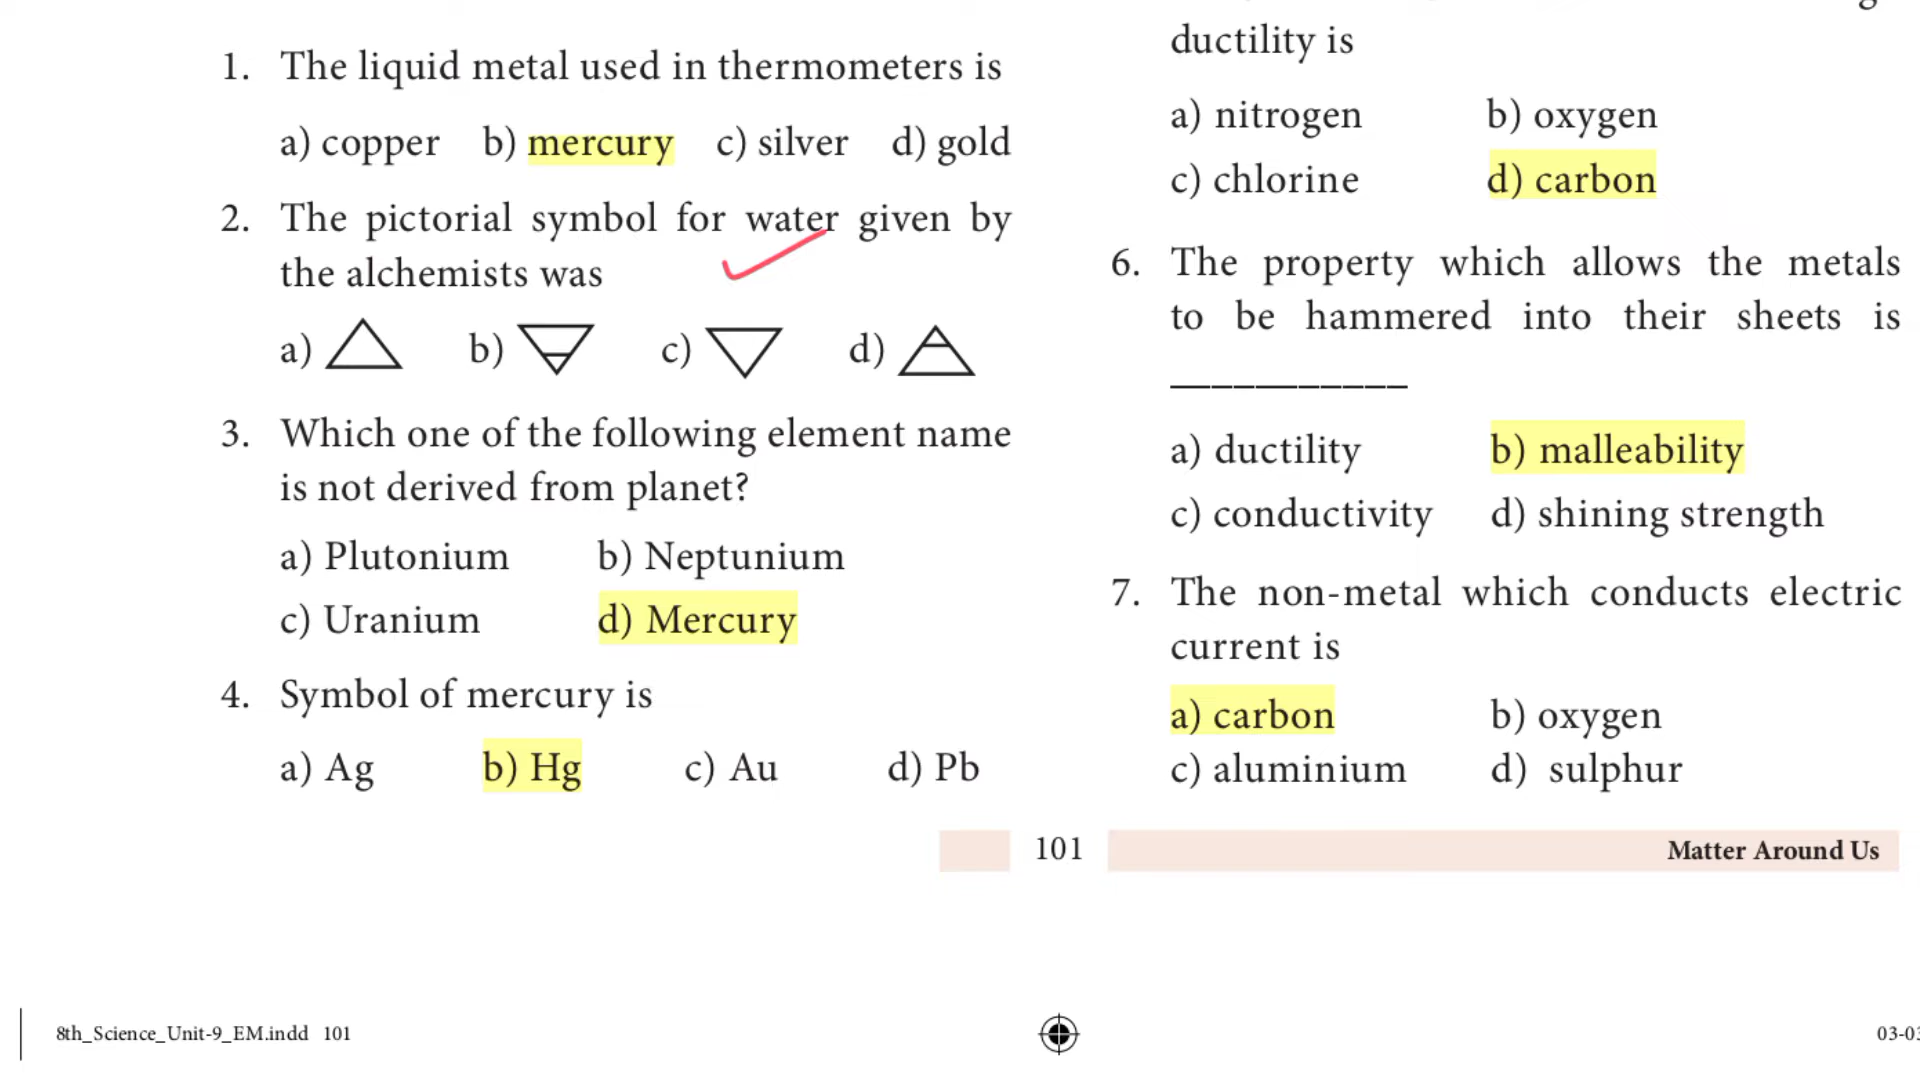 1. The liquid metal used in thermometers is
a) copper b) mercury c) silver d) gold
2. The pictorial symbol for water given by
the alchemists was
a) b) c) d)
3. Which one of the following element name
is not derived from planet?
a) Plutonium b) Neptunium
c) Uranium d) Mercury
4. Symbol of mercury is
a) Ag b) Hg c) Au d) Pb
ductility is
a) nitrogen b) oxygen
c) chlorine d) carbon
6. The property which allows the metals
to be hammered into their sheets is
___________
a) ductility b) malleability
c) conductivity d) shining strength
7. The non-metal which conducts electric
current is
a) carbon b) oxygen
c) aluminium d) sulphur
101 Matter Around Us
8th_Science_Unit-9_EM.indd 101